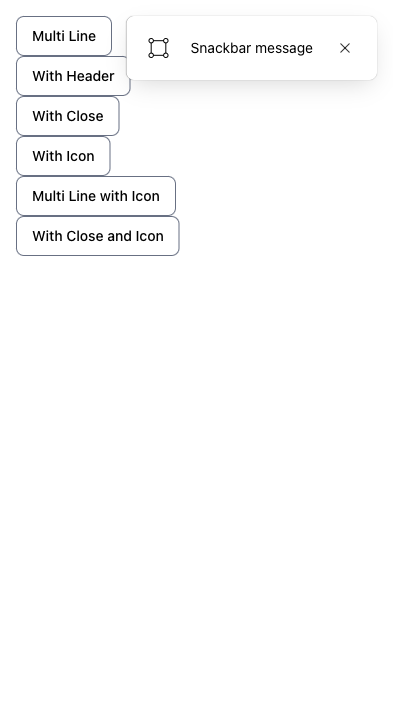 Multi Line
Snackbar message
With Header
With Close
With Icon
Multi Line with Icon
With Close and Icon